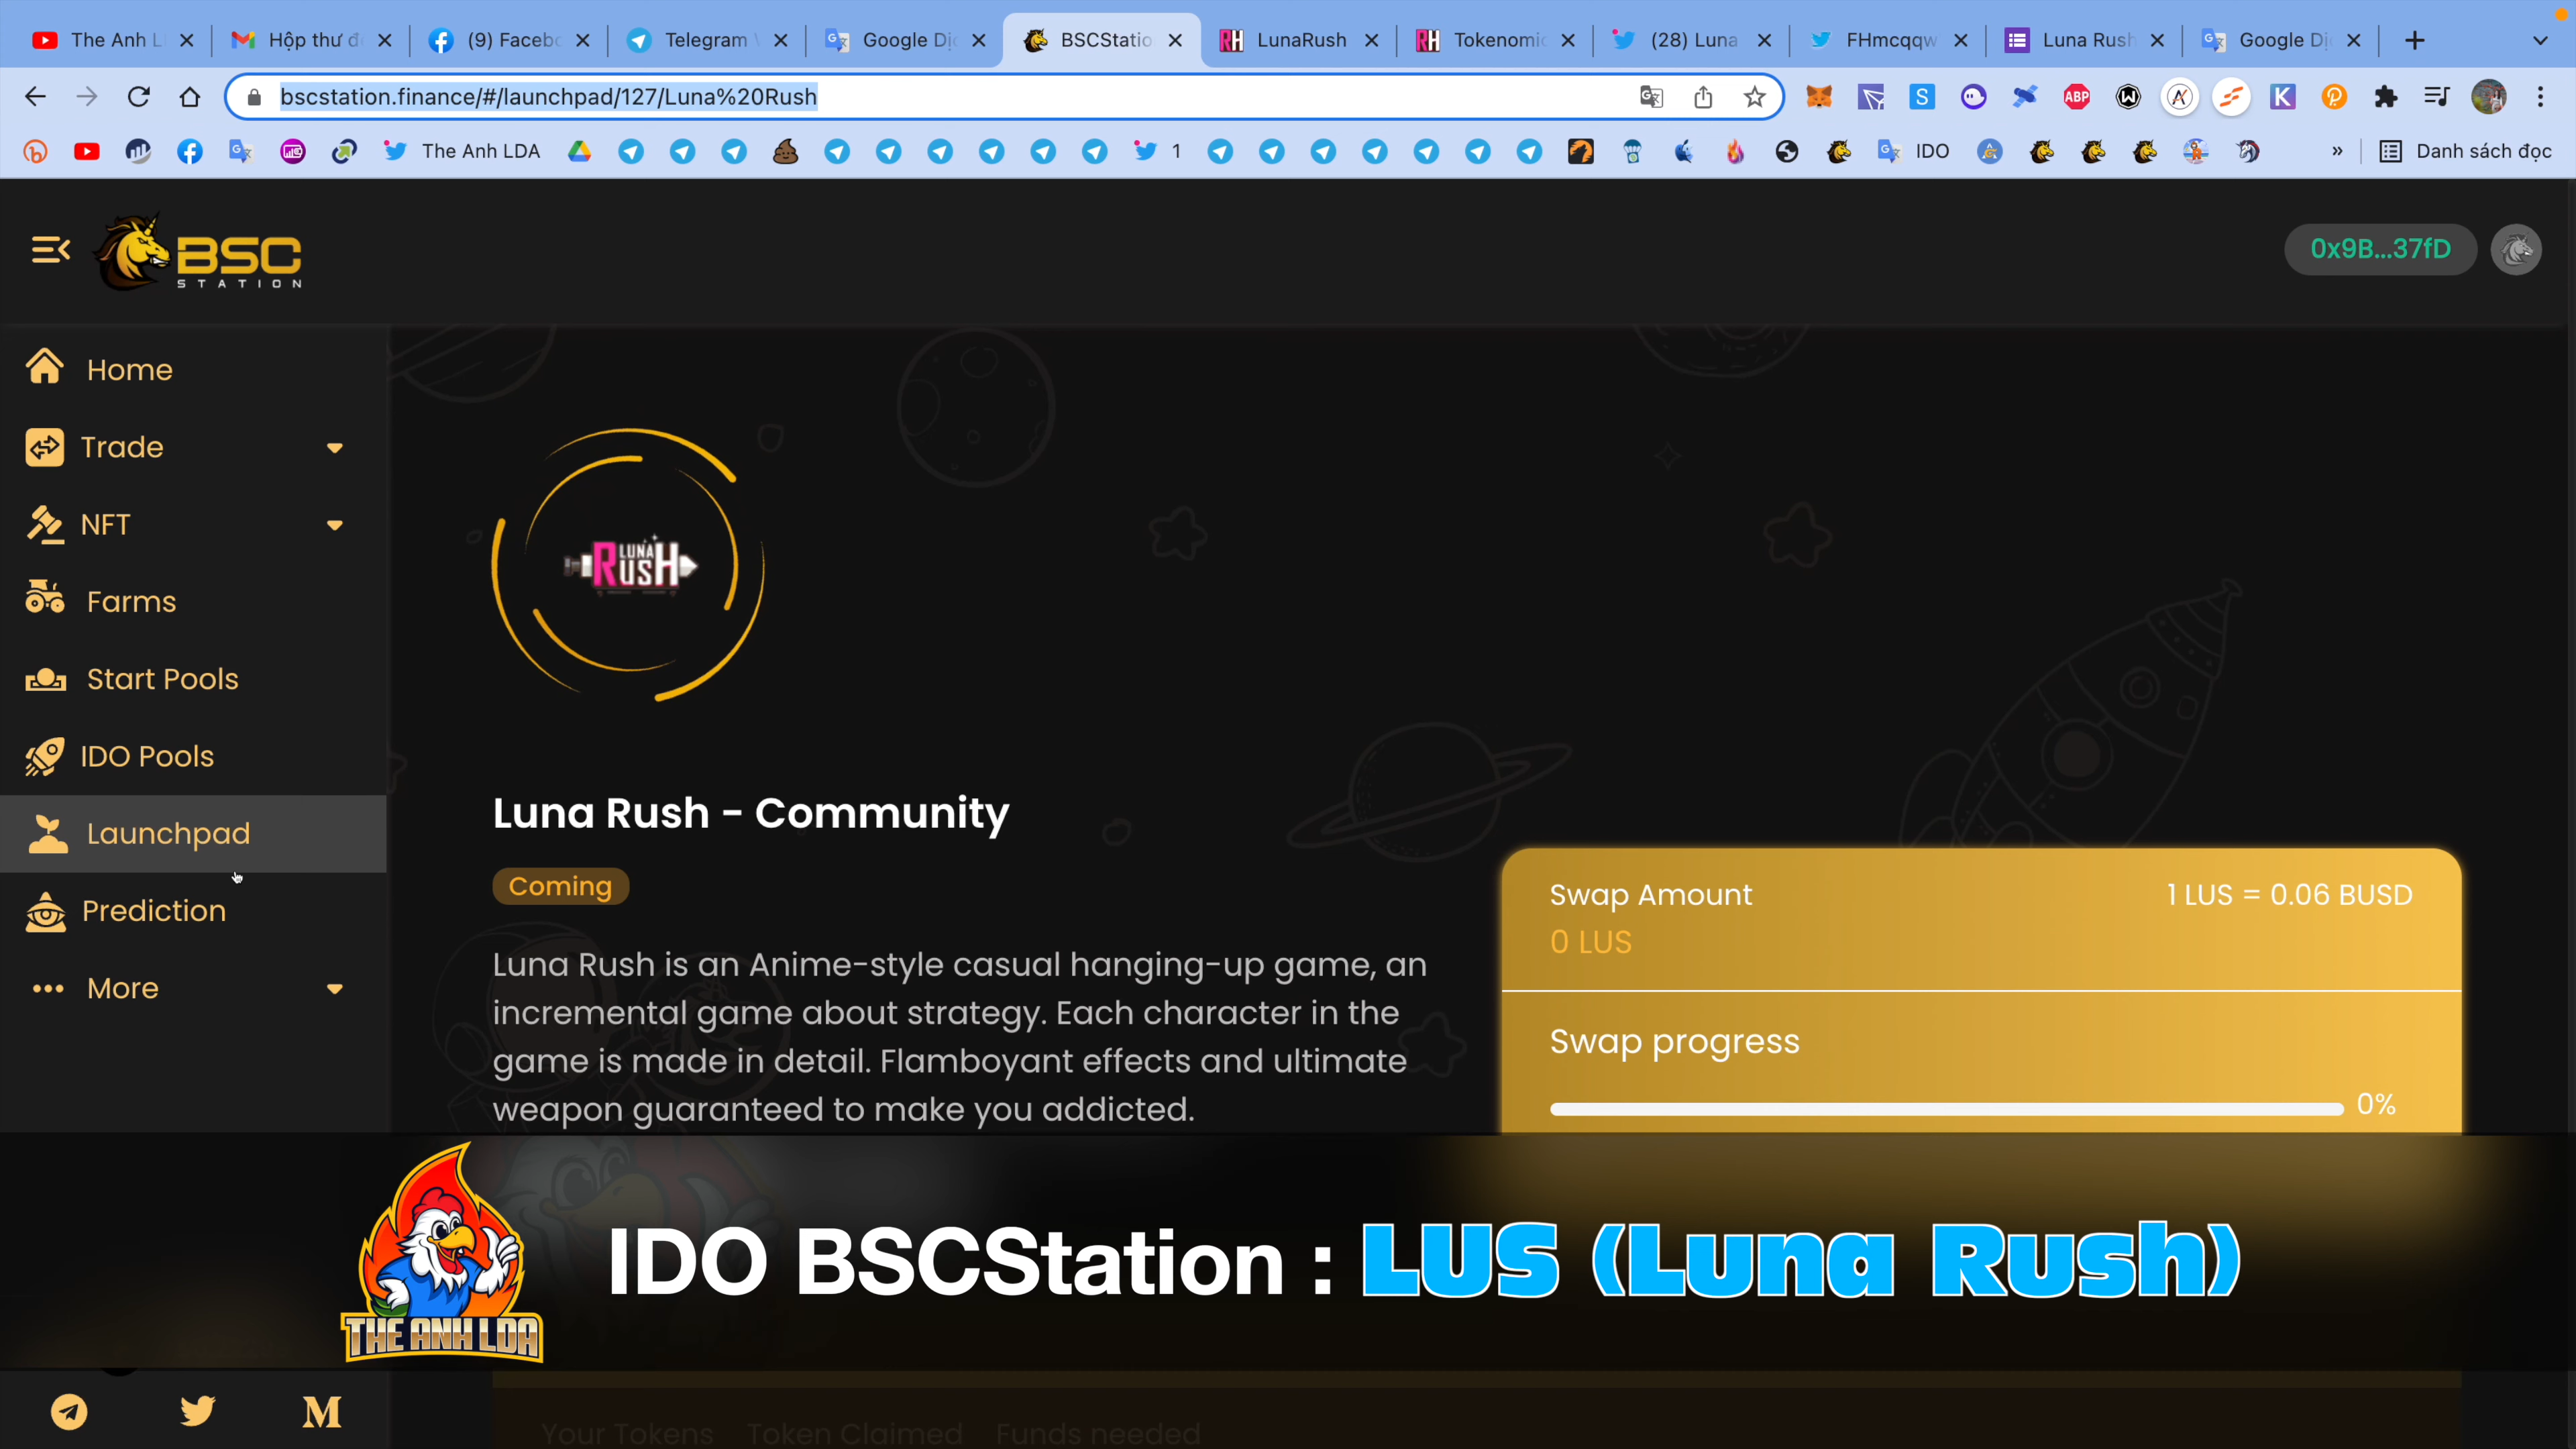 The Anh L
Hộp thư đ
(9) Facebo
Telegram
Google Dị
BSCStatio
LunaRush
Tokenomic
(28) Luna
FHmcqqw
Luna Rush
Google Dị
bscstation.finance/#/launchpad/127/Luna%20Rush
The Anh LDA
1
IDO
Danh sách đọc
BSC
STATION
0x9B...37fD
Home
Trade
NFT
Farms
Start Pools
IDO Pools
Launchpad
Prediction
More
LUNA
RUSH
Luna Rush - Community
Coming
Luna Rush is an Anime-style casual hanging-up game, an
incremental game about strategy. Each character in the
game is made in detail. Flamboyant effects and ultimate
weapon guaranteed to make you addicted.
Swap Amount
1 LUS = 0.06 BUSD
0 LUS
Swap progress
0%
THE ANH LDA
IDO BSCStation : LUS (Luna Rush)
Your Tokens Token Claimed Funds needed